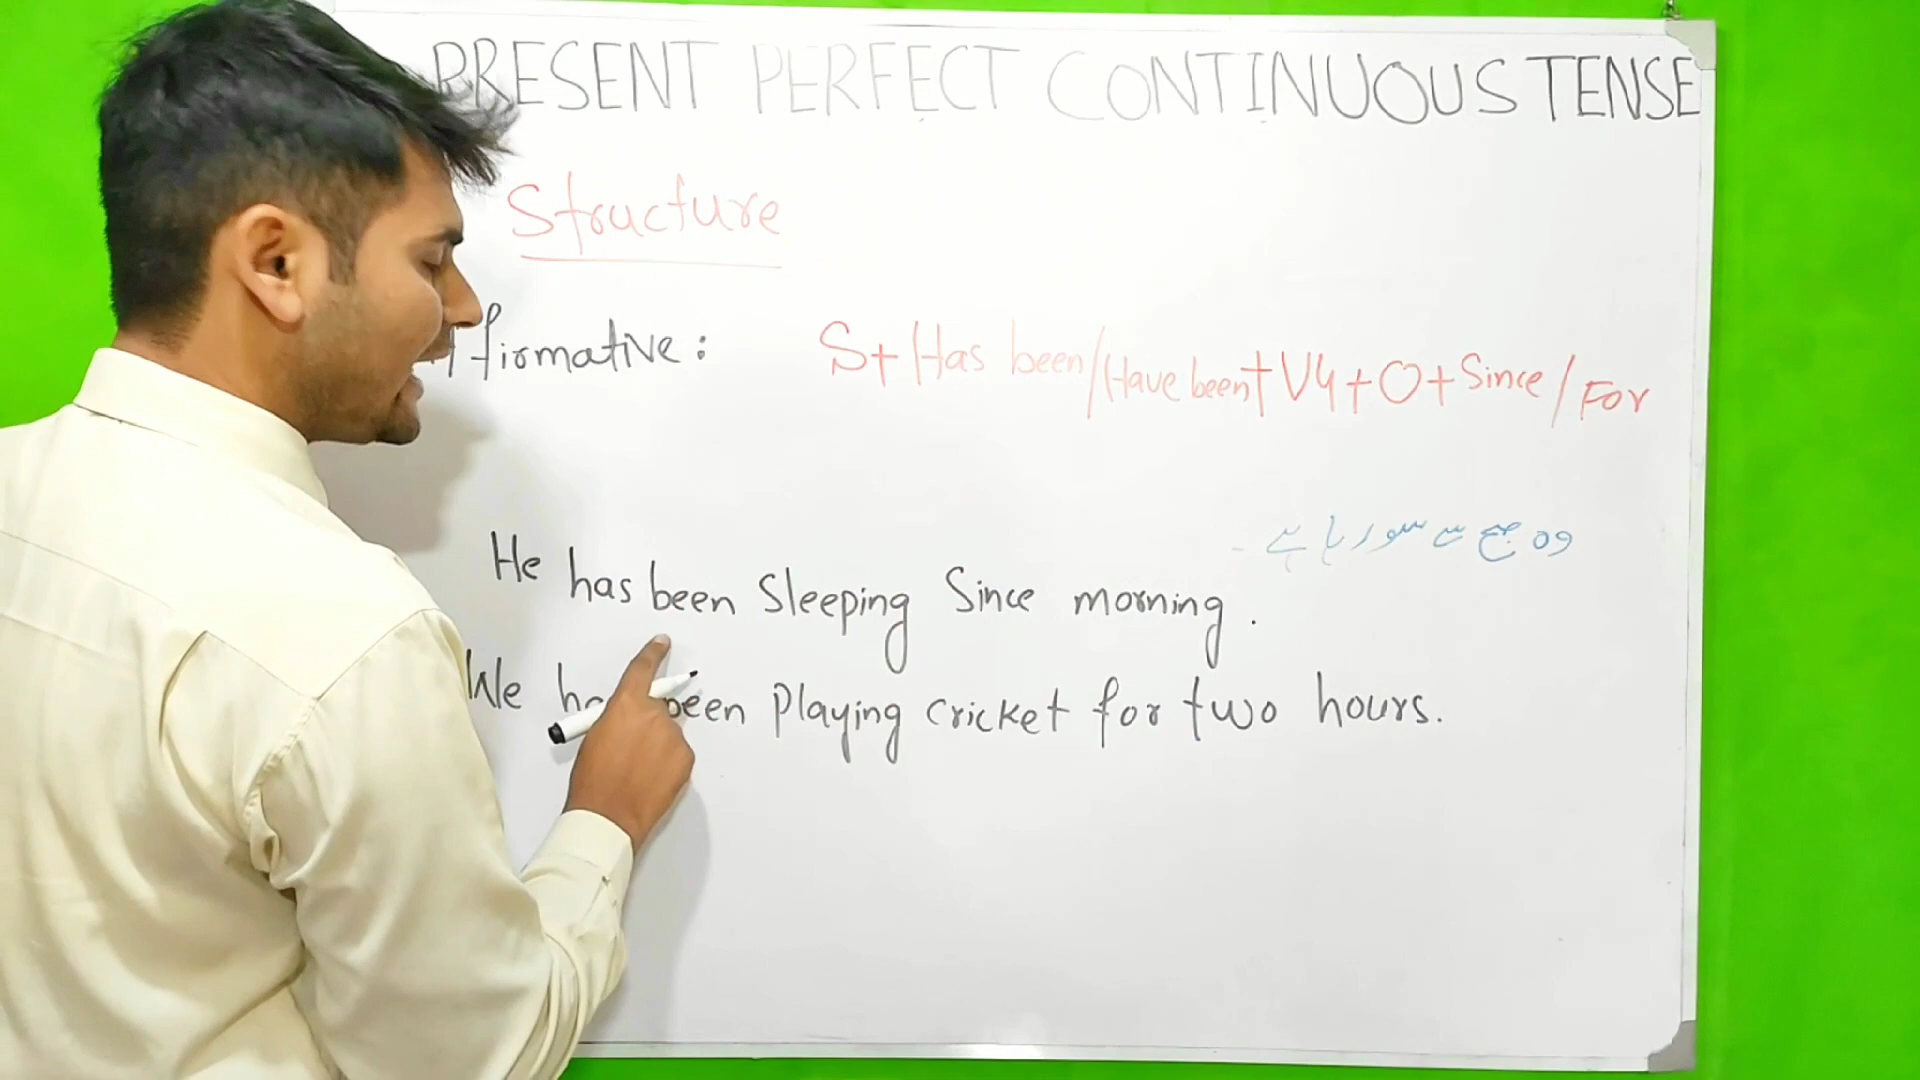 PRESENT PERFECT CONTINUOUS TENSE
Structure
ffirmative:
S+ Has been/Have been+ V4+O+ Since / For
وہ صبح سے سو رہا ہے ۔
He has been Sleeping Since morning.
We been Playing cricket for two hours.